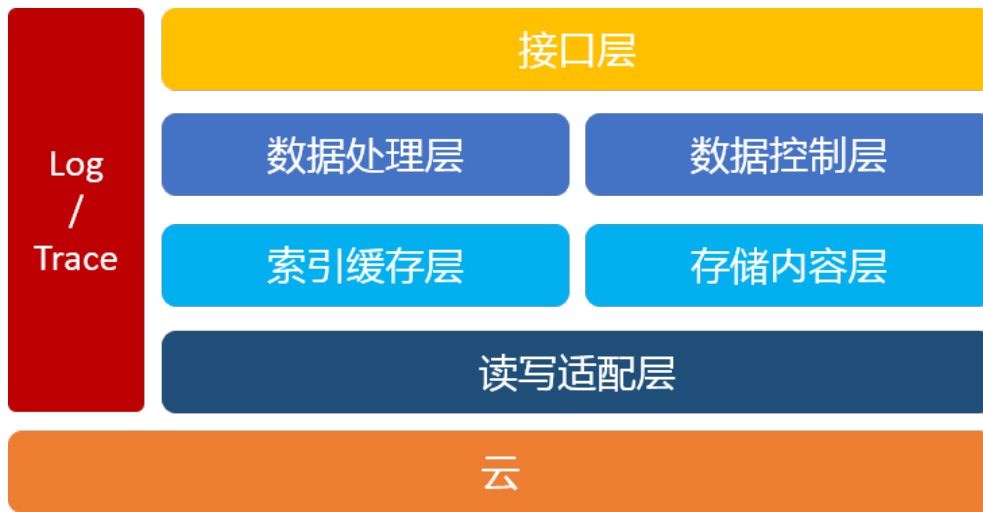 接口层
Log
/
Trace
数据处理层
数据控制层
索引缓存层
存储内容层
读写适配层
云